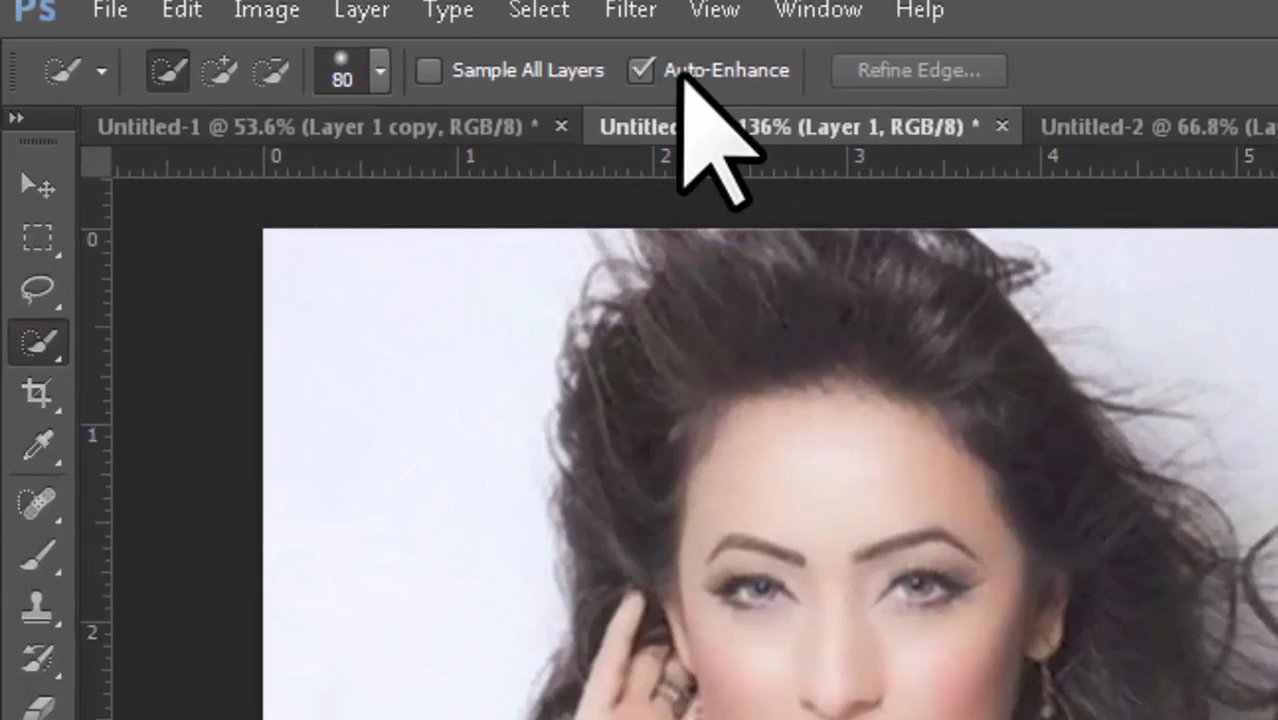 Ps File Edit Image Layer Type Select Filter View Window Help
80 Sample All Layers Auto-Enhance Refine Edge...
Untitled-1 @ 53.6% (Layer 1 copy, RGB/8) * × 136% (Layer 1, RGB/8) * × Untitled-2 @ 66.8%
0 1 2 3 4 5
0
1
2